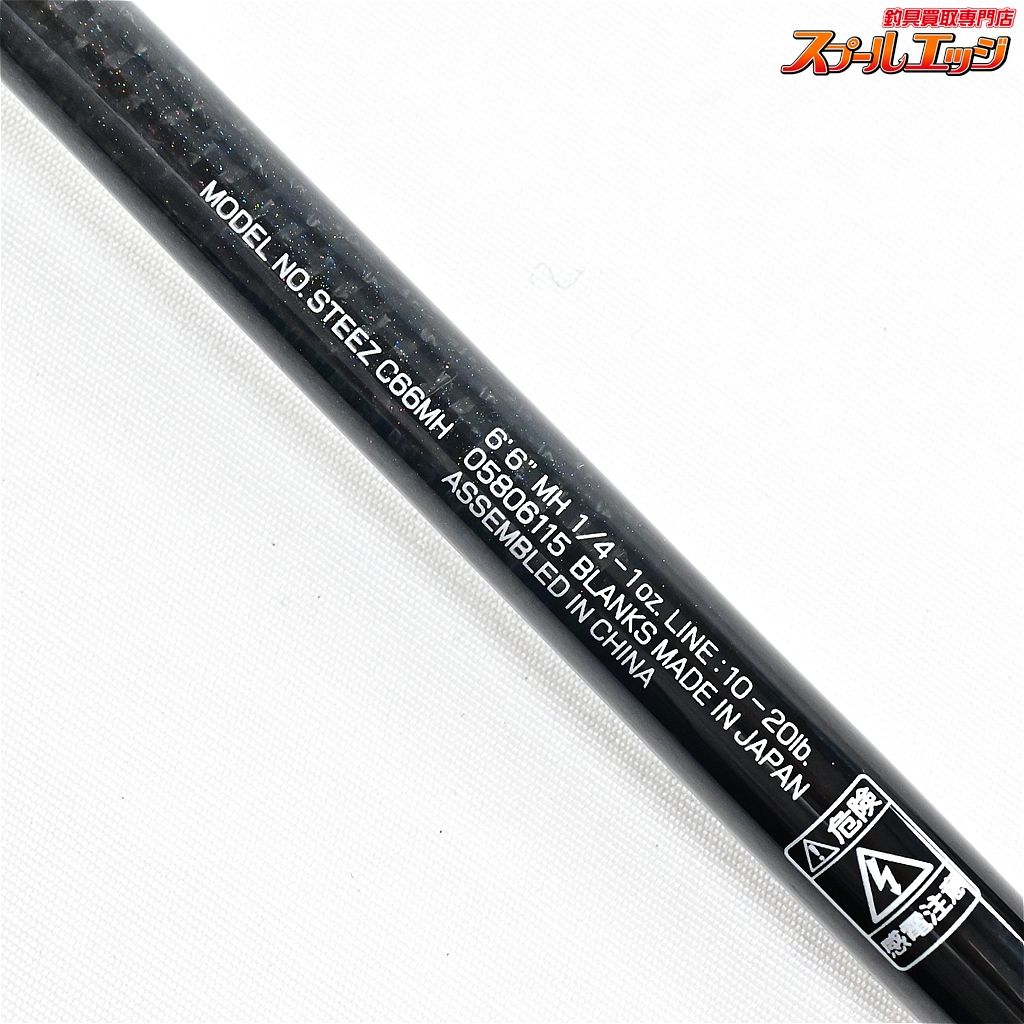 釣具買取専門店
スプールエッジ
6'6" MH 1/4-1oz. LINE:10-20lb.
MODEL NO. STEEZ C66MH 05806115 BLANKS MADE IN JAPAN
ASSEMBLED IN CHINA
危険
感電注意